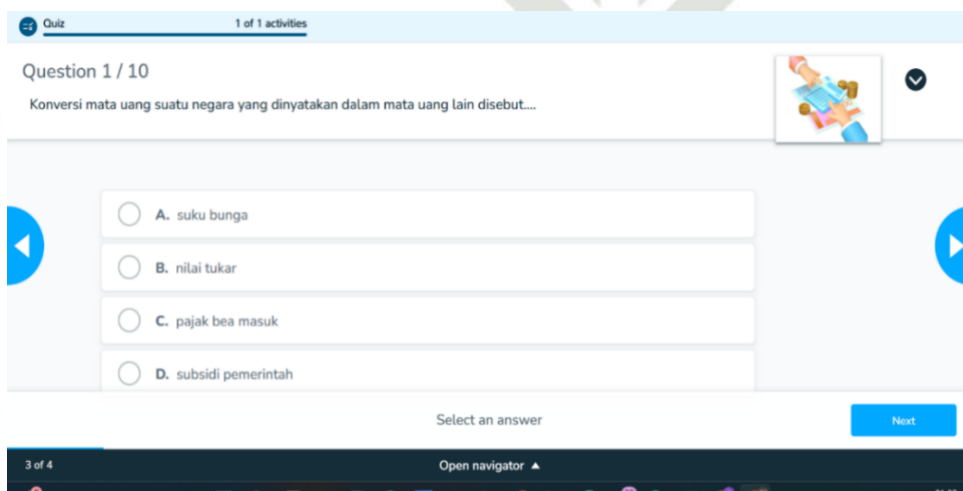 Quiz
1 of 1 activities
Question 1 / 10
Konversi mata uang suatu negara yang dinyatakan dalam mata uang lain disebut....
A. suku bunga
B. nilai tukar
C. pajak bea masuk
D. subsidi pemerintah
Select an answer
Next
3 of 4
Open navigator ▲